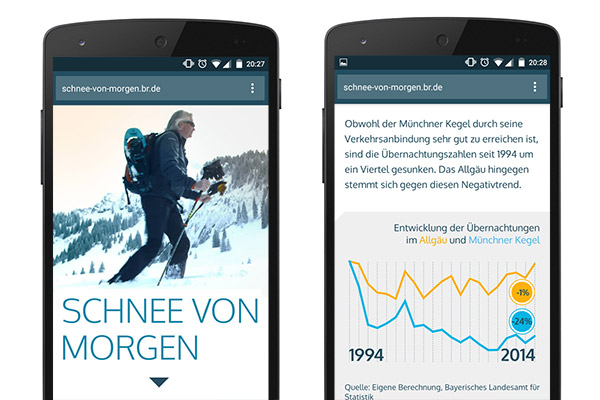 20:27
schnee-von-morgen.br.de
SCHNEE VON
MORGEN
20:28
schnee-von-morgen.br.de
Obwohl der Münchner Kegel durch seine
Verkehrsanbindung sehr gut zu erreichen ist,
sind die Übernachtungszahlen seit 1994 um
ein Viertel gesunken. Das Allgäu hingegen
stemmt sich gegen diesen Negativtrend.
Entwicklung der Übernachtungen
im Allgäu und Münchner Kegel
-1%
-24%
1994 2014
Quelle: Eigene Berechnung, Bayerisches Landesamt für
Statistik